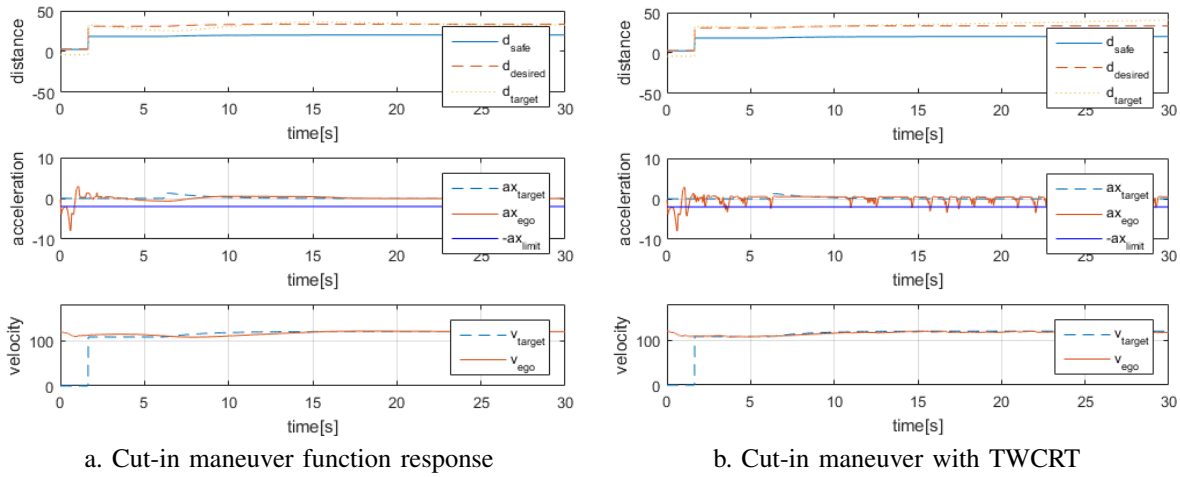 50
0
-50
distance
0 5 10 15 20 25 30
time[s]
d_safe
d_desired
d_target
10
0
-10
acceleration
0 5 10 15 20 25 30
time[s]
ax_target
ax_ego
-ax_limit
100
0
velocity
0 5 10 15 20 25 30
time[s]
v_target
v_ego
a. Cut-in maneuver function response
50
0
-50
distance
0 5 10 15 20 25 30
time[s]
d_safe
d_desired
d_target
10
0
-10
acceleration
0 5 10 15 20 25 30
time[s]
ax_target
ax_ego
-ax_limit
100
0
velocity
0 5 10 15 20 25 30
time[s]
v_target
v_ego
b. Cut-in maneuver with TWCRT